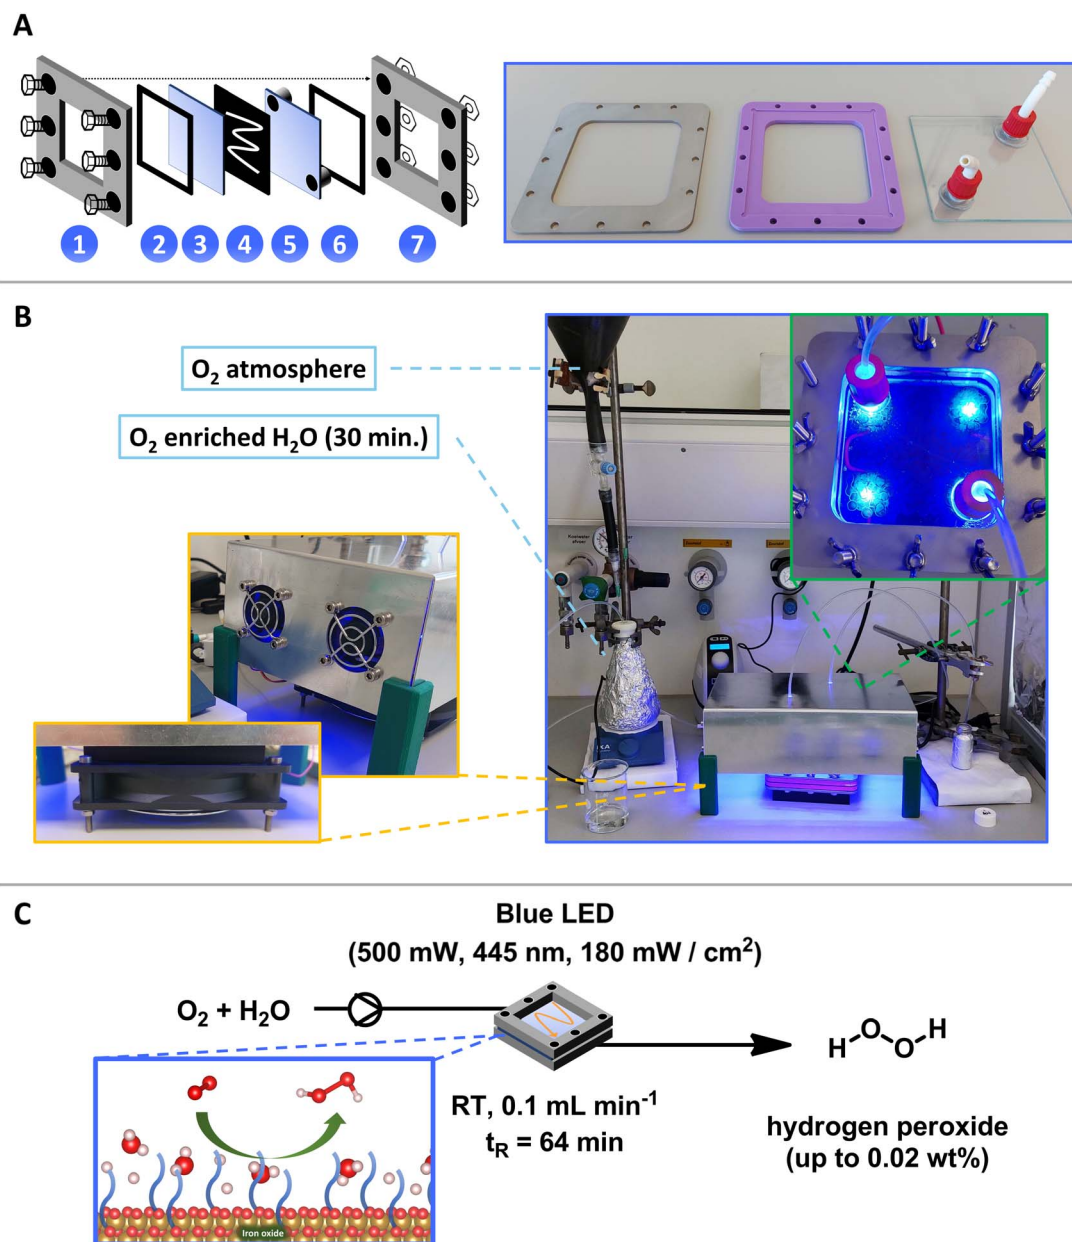 A
1 2 3 4 5 6 7
B
O₂ atmosphere
O₂ enriched H₂O (30 min.)
C
Blue LED
(500 mW, 445 nm, 180 mW / cm²)
O₂ + H₂O
H O O H
RT, 0.1 mL min⁻¹
t_R = 64 min
hydrogen peroxide
(up to 0.02 wt%)
Iron oxide